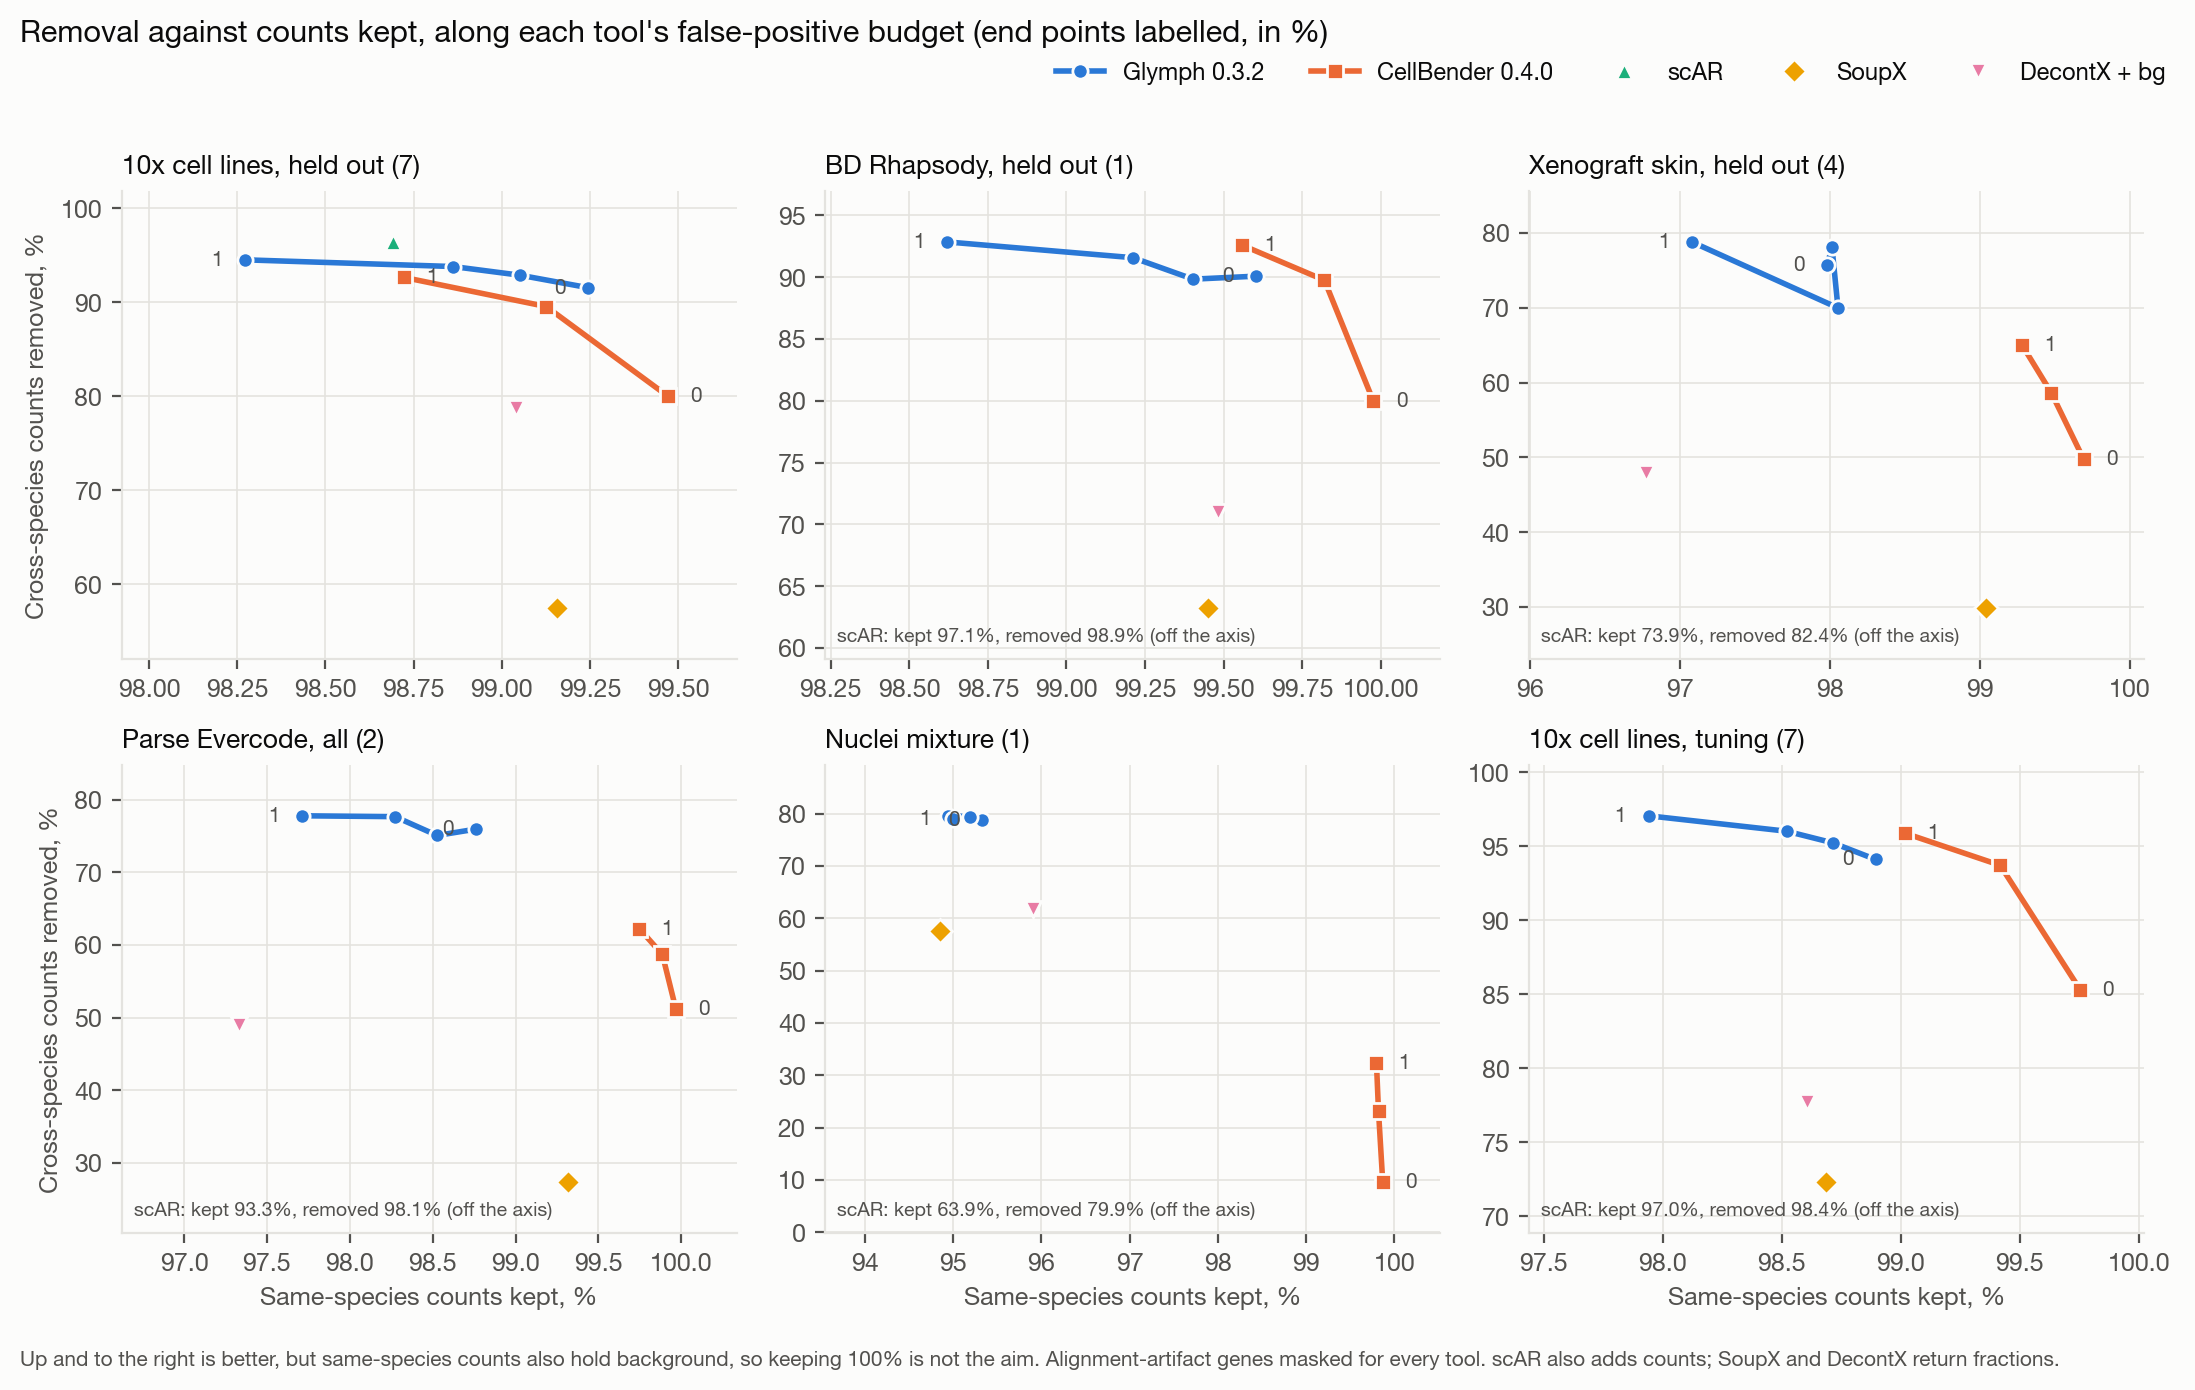 Removal against counts kept, along each tool's false-positive budget (end points labelled, in %)
Glymph 0.3.2 CellBender 0.4.0 scAR SoupX DecontX + bg
10x cell lines, held out (7)
Cross-species counts removed, %
100
90
80
70
60
1
1
0
0
98.00 98.25 98.50 98.75 99.00 99.25 99.50
BD Rhapsody, held out (1)
95
90
85
80
75
70
65
60
1
1
0
0
scAR: kept 97.1%, removed 98.9% (off the axis)
98.25 98.50 98.75 99.00 99.25 99.50 99.75 100.00
Xenograft skin, held out (4)
80
70
60
50
40
30
1
0
1
0
scAR: kept 73.9%, removed 82.4% (off the axis)
96 97 98 99 100
Parse Evercode, all (2)
Cross-species counts removed, %
80
70
60
50
40
30
1
0
1
0
scAR: kept 93.3%, removed 98.1% (off the axis)
97.0 97.5 98.0 98.5 99.0 99.5 100.0
Same-species counts kept, %
Nuclei mixture (1)
80
70
60
50
40
30
20
10
0
1 0
1
0
scAR: kept 63.9%, removed 79.9% (off the axis)
94 95 96 97 98 99 100
Same-species counts kept, %
10x cell lines, tuning (7)
100
95
90
85
80
75
70
1
1
0
0
scAR: kept 97.0%, removed 98.4% (off the axis)
97.5 98.0 98.5 99.0 99.5 100.0
Same-species counts kept, %
Up and to the right is better, but same-species counts also hold background, so keeping 100% is not the aim. Alignment-artifact genes masked for every tool. scAR also adds counts; SoupX and DecontX return fractions.